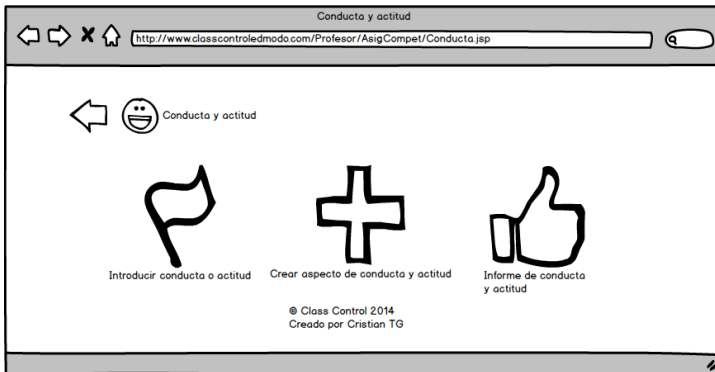 Conducta y actitud
http://www.classcontroledmodo.com/Profesor/AsigCompet/Conducta.jsp
Conducta y actitud
Introducir conducta o actitud
Crear aspecto de conducta y actitud
Informe de conducta
y actitud
© Class Control 2014
Creado por Cristian TG